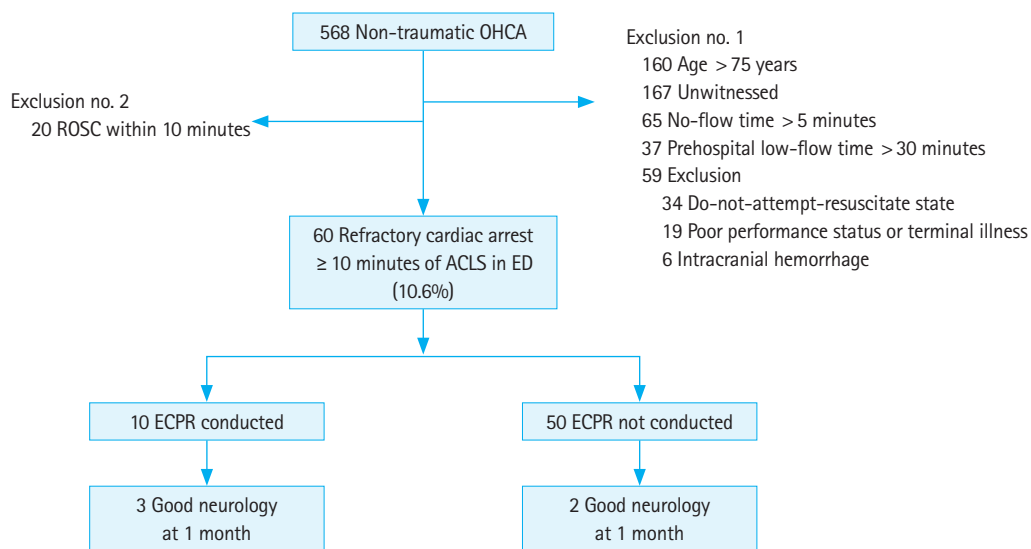 568 Non-traumatic OHCA
Exclusion no. 1
160 Age > 75 years
167 Unwitnessed
65 No-flow time > 5 minutes
37 Prehospital low-flow time > 30 minutes
59 Exclusion
34 Do-not-attempt-resuscitate state
19 Poor performance status or terminal illness
6 Intracranial hemorrhage
Exclusion no. 2
20 ROSC within 10 minutes
60 Refractory cardiac arrest
≥ 10 minutes of ACLS in ED
(10.6%)
10 ECPR conducted
50 ECPR not conducted
3 Good neurology
at 1 month
2 Good neurology
at 1 month